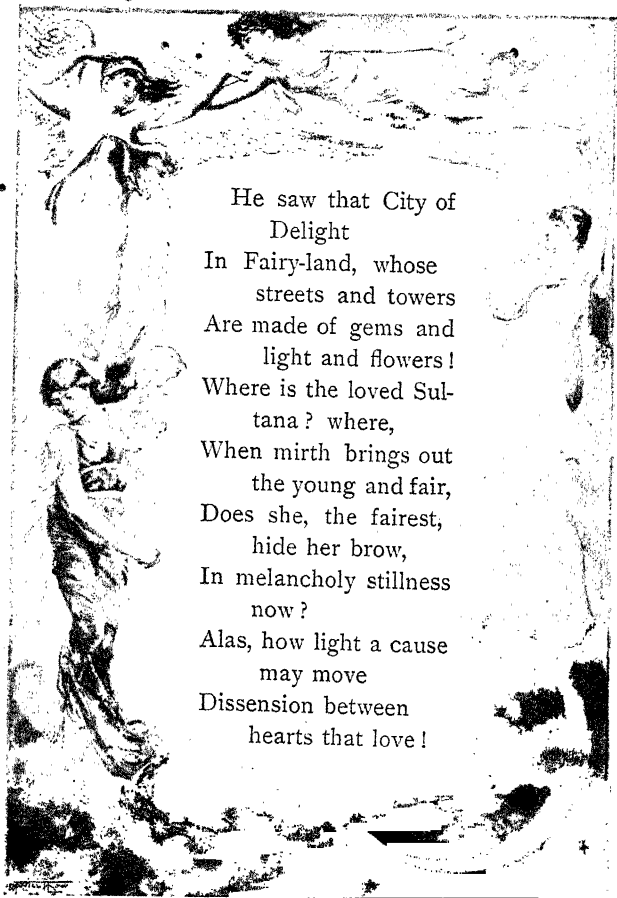 He saw that City of
Delight
In Fairy-land, whose
streets and towers
Are made of gems and
light and flowers!
Where is the loved Sul-
tana? where,
When mirth brings out
the young and fair,
Does she, the fairest,
hide her brow,
In melancholy stillness
now?
Alas, how light a cause
may move
Dissension between
hearts that love!